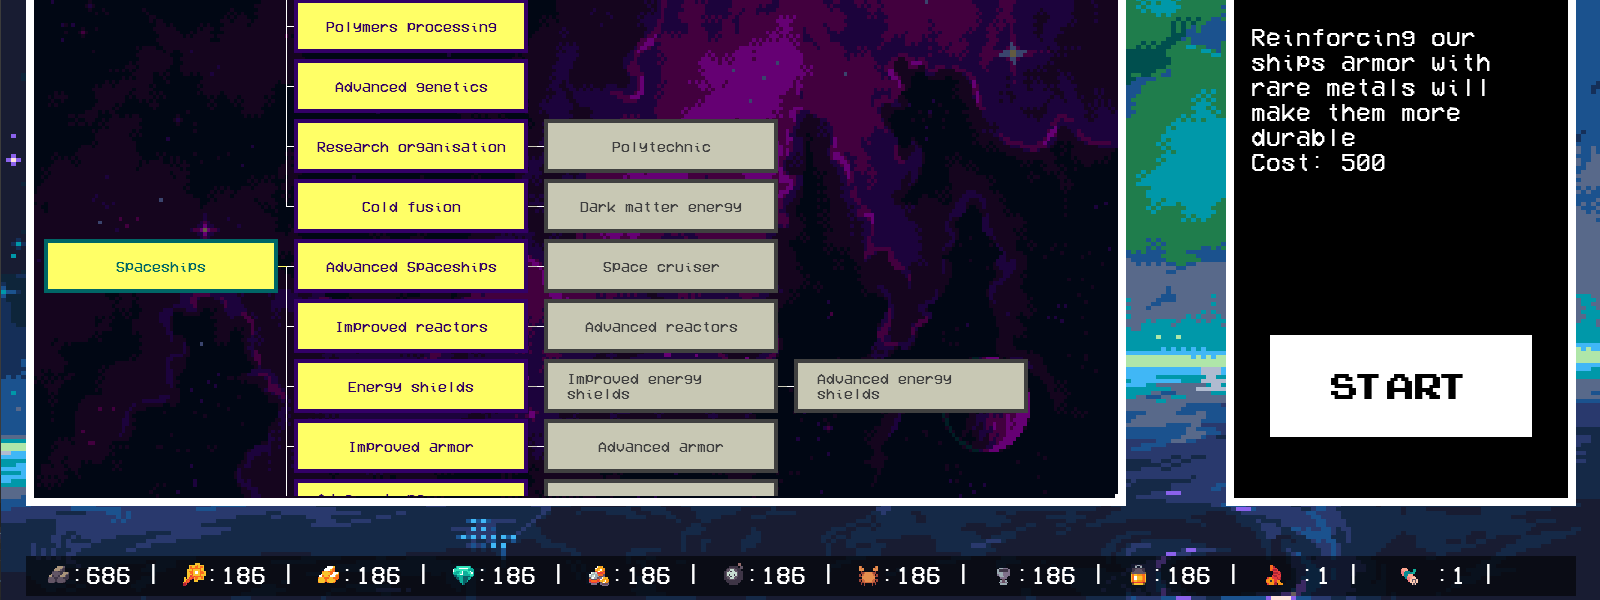 Polymers processing
Advanced genetics
Research organisation
Polytechnic
Cold fusion
Dark matter energy
Spaceships
Advanced Spaceships
Space cruiser
Improved reactors
Advanced reactors
Energy shields
Improved energy
shields
Advanced energy
shields
Improved armor
Advanced armor
Reinforcing our
ships armor with
rare metals will
make them more
durable
Cost: 500
START
:686 | :186 | :186 | :186 | :186 | :186 | :186 | :186 | :186 | :1 | :1 |